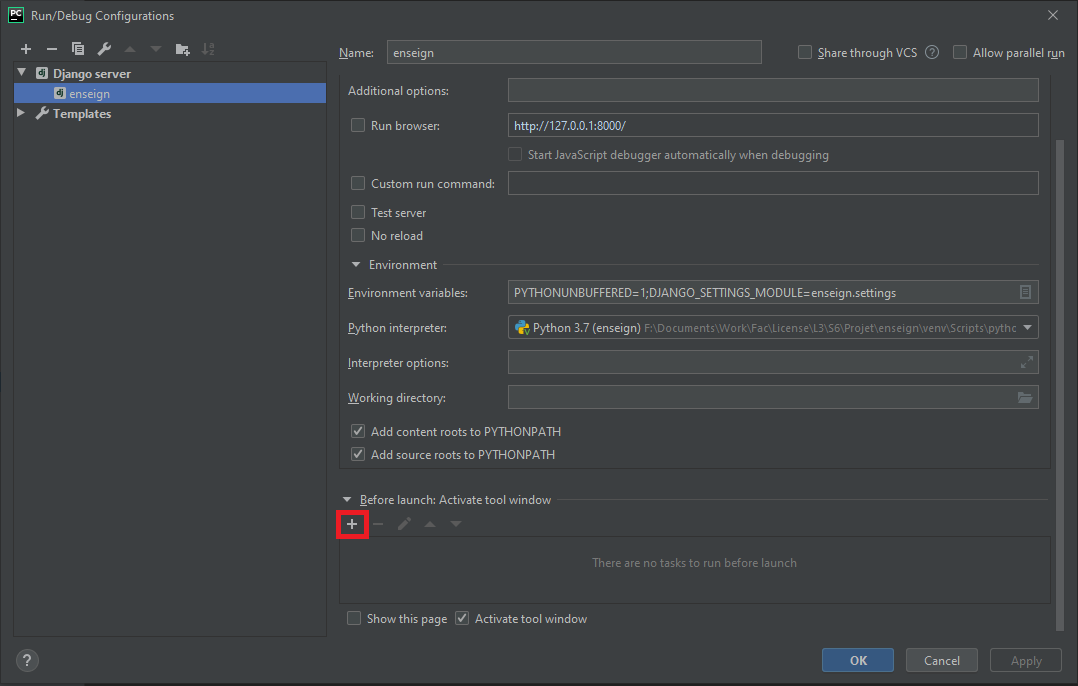 PC Run/Debug Configurations
Name: enseign Share through VCS ? Allow parallel run
dj Django server
dj enseign
Templates
Additional options:
Run browser: http://127.0.0.1:8000/
Start JavaScript debugger automatically when debugging
Custom run command:
Test server
No reload
Environment
Environment variables: PYTHONUNBUFFERED=1;DJANGO_SETTINGS_MODULE=enseign.settings
Python interpreter: Python 3.7 (enseign) F:\Documents\Work\Fac\License\L3\S6\Projet\enseign\venv\Scripts\pythc
Interpreter options:
Working directory:
Add content roots to PYTHONPATH
Add source roots to PYTHONPATH
Before launch: Activate tool window
There are no tasks to run before launch
Show this page Activate tool window
? OK Cancel Apply